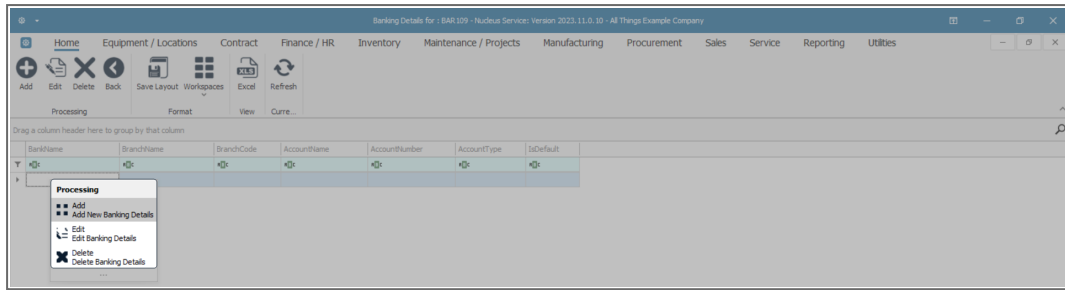 Banking Details for : BAR109 - Nucleus Service: Version 2023.11.0.10 - All Things Example Company
Home Equipment / Locations Contract Finance / HR Inventory Maintenance / Projects Manufacturing Procurement Sales Service Reporting Utilities
XLS
Add Edit Delete Back Save Layout Workspaces Excel Refresh
Processing Format View Curre...
Drag a column header here to group by that column
BankName BranchName BranchCode AccountName AccountNumber AccountType IsDefault
Processing
Add
Add New Banking Details
Edit
Edit Banking Details
Delete
Delete Banking Details
...